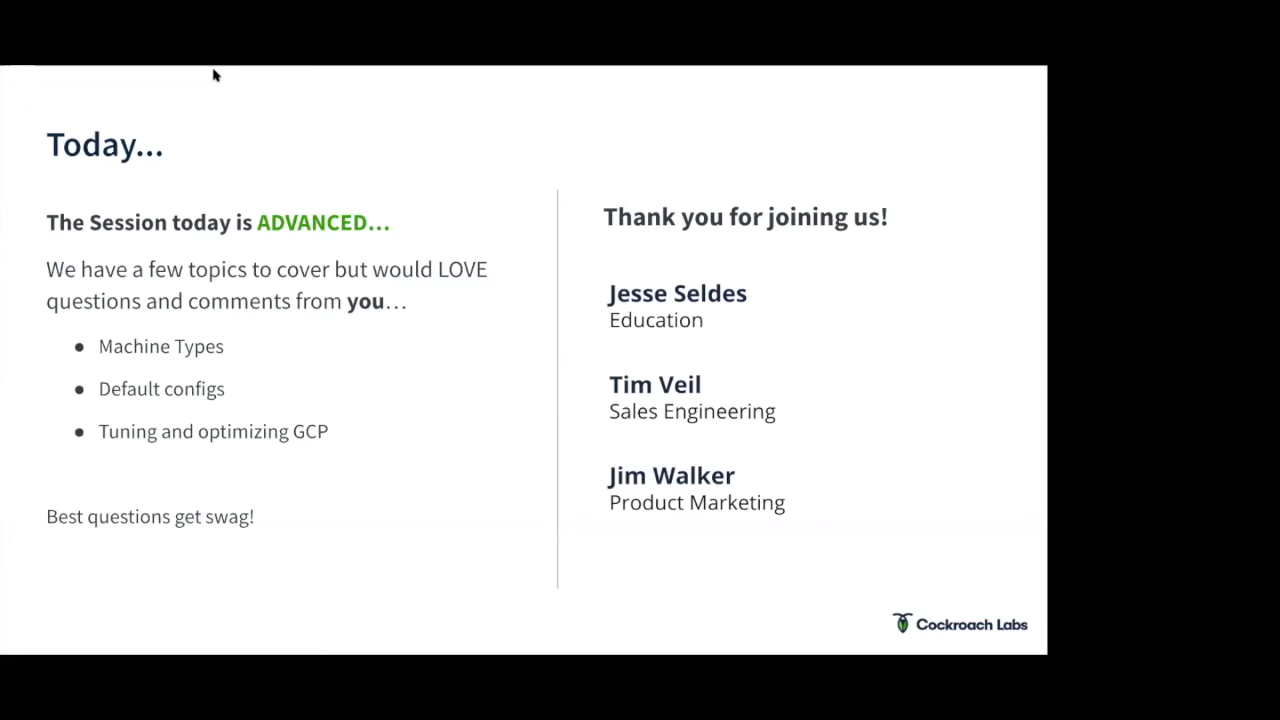 Today...
The Session today is ADVANCED...
We have a few topics to cover but would LOVE
questions and comments from you...
● Machine Types
● Default configs
● Tuning and optimizing GCP
Best questions get swag!
Thank you for joining us!
Jesse Seldes
Education
Tim Veil
Sales Engineering
Jim Walker
Product Marketing
Cockroach Labs